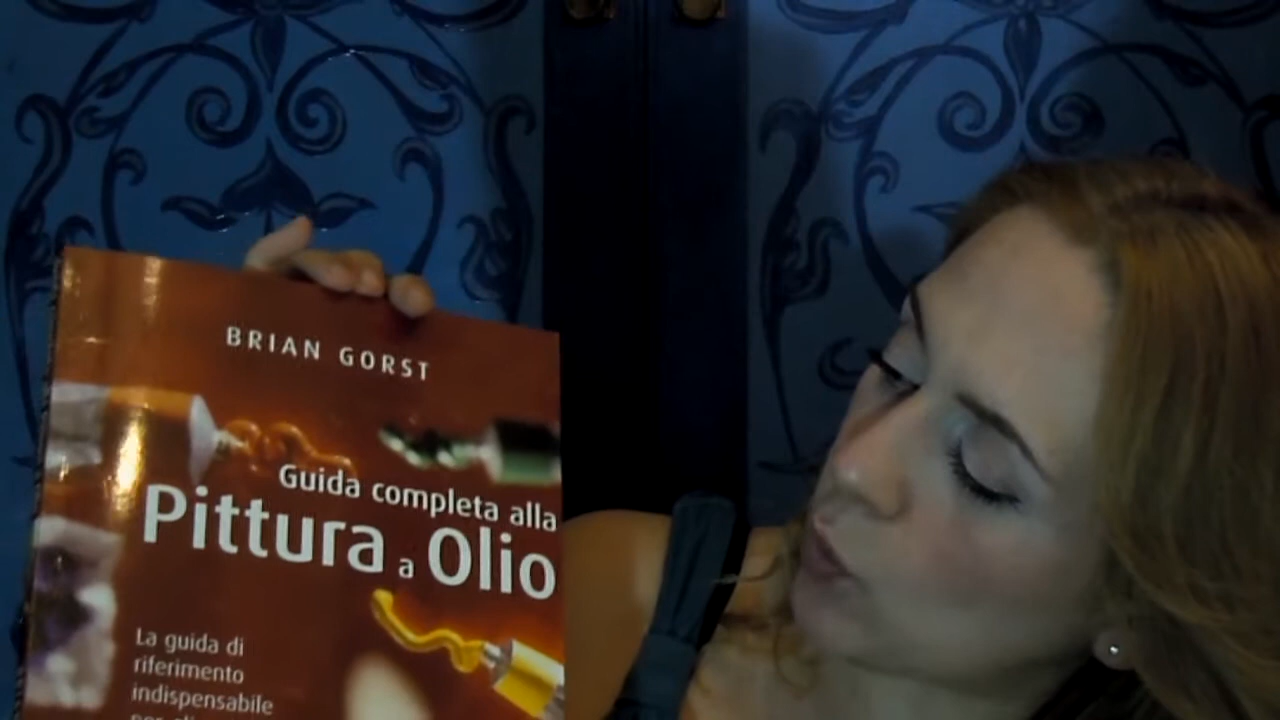 BRIAN GORST
Guida completa alla
Pittura a Olio
La guida di
riferimento
indispensabile